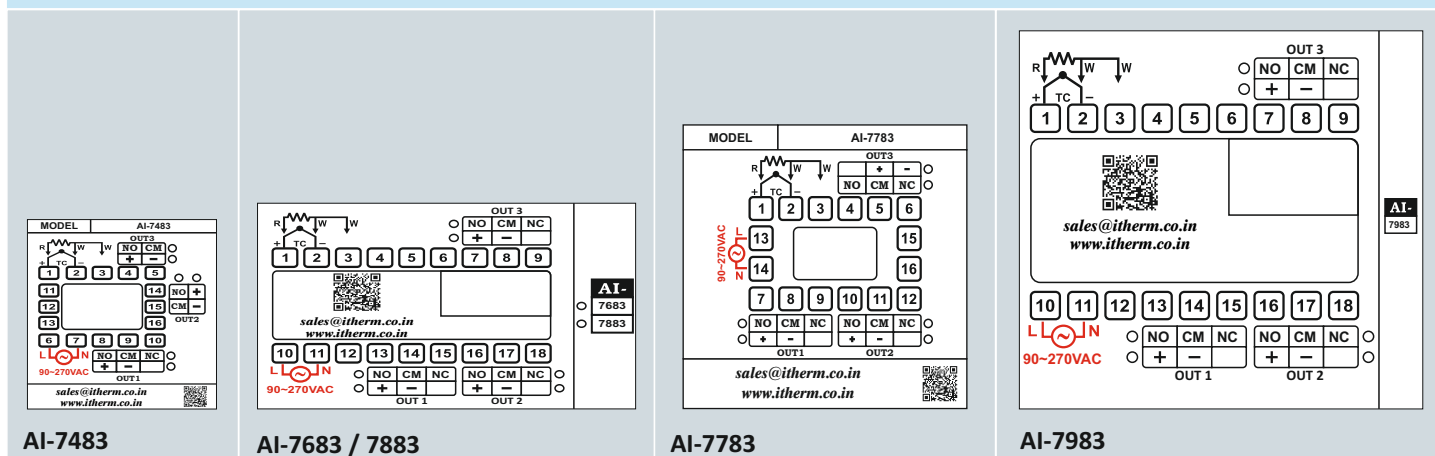 MODEL AI-7483
OUT3
R W W NO CM
+ TC − + −
1 2 3 4 5
11 14 NO +
12 15 CM −
13 16 OUT2
6 7 8 9 10
L N NO CM NC
90~270VAC + −
OUT1
sales@itherm.co.in
www.itherm.co.in
AI-7483
OUT 3
R W W NO CM NC
+ TC − + −
1 2 3 4 5 6 7 8 9
AI-
7683
7883
sales@itherm.co.in
www.itherm.co.in
10 11 12 13 14 15 16 17 18
L N NO CM NC NO CM NC
90~270VAC + − + −
OUT 1 OUT 2
AI-7683 / 7883
MODEL AI-7783
OUT3
R W W + −
+ TC − NO CM NC
1 2 3 4 5 6
L 13 15
90~270VAC
N 14 16
7 8 9 10 11 12
NO CM NC NO CM NC
+ − + −
OUT1 OUT2
sales@itherm.co.in
www.itherm.co.in
AI-7783
OUT 3
R W W NO CM NC
+ TC − + −
1 2 3 4 5 6 7 8 9
AI-
7983
sales@itherm.co.in
www.itherm.co.in
10 11 12 13 14 15 16 17 18
L N NO CM NC NO CM NC
90~270VAC + − + −
OUT 1 OUT 2
AI-7983